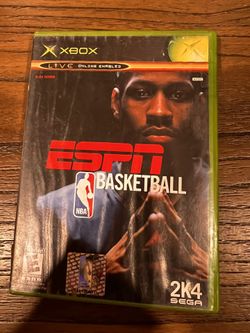 XBOX
LIVE ONLINE ENABLED
ESPN
NBA
BASKETBALL
2K4
SEGA